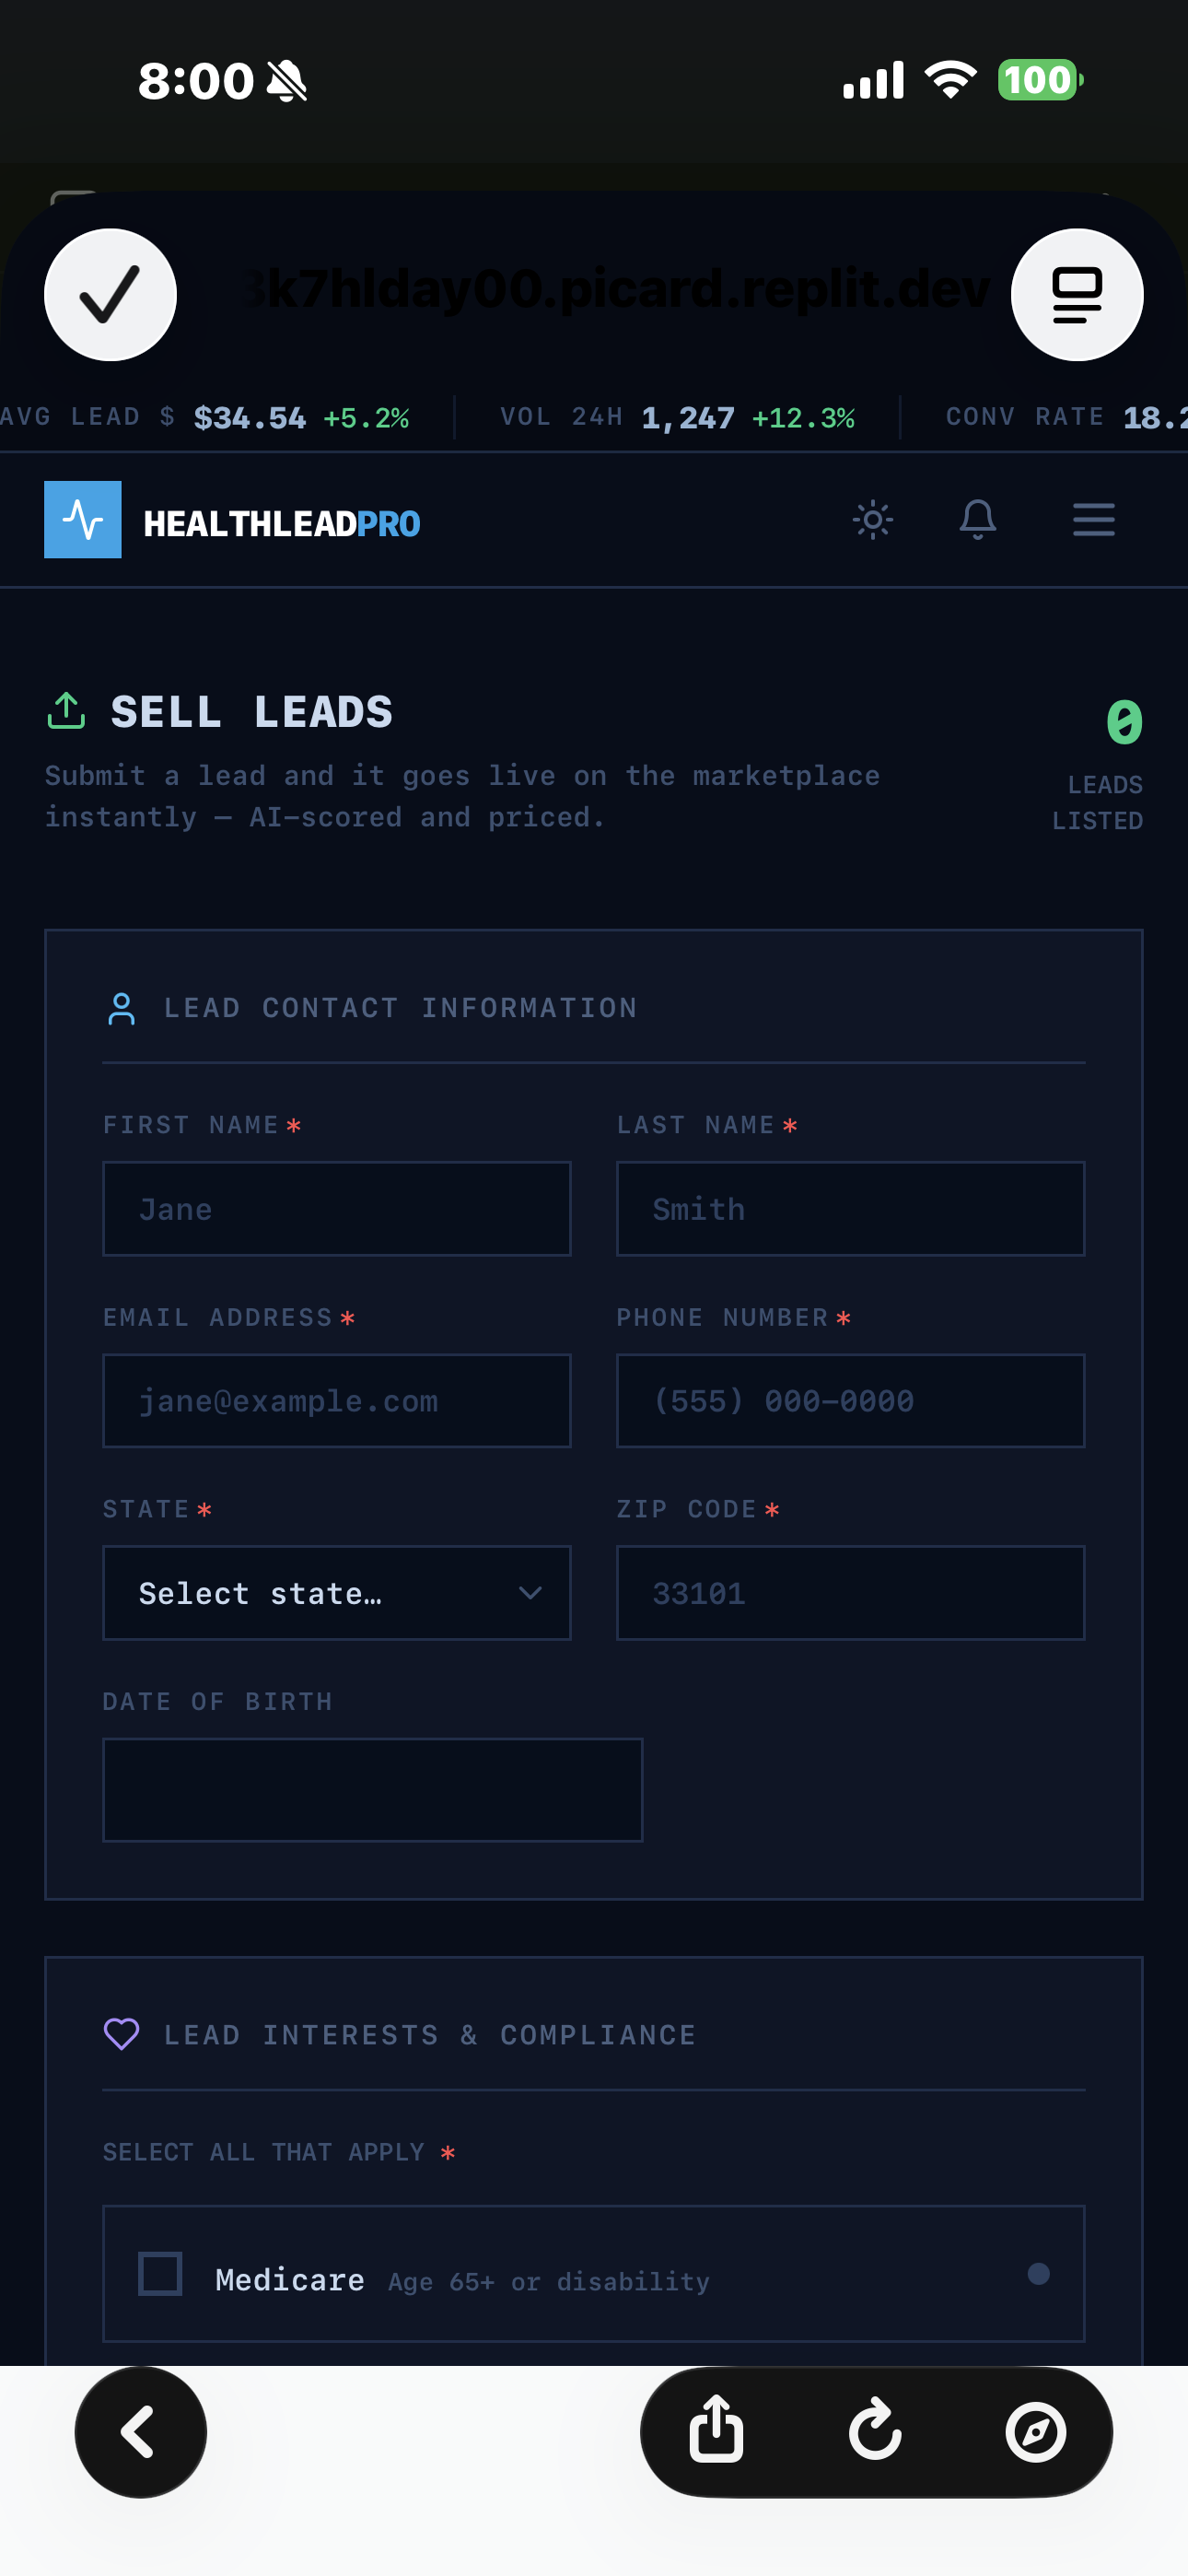 8:00
100
k7hlday00.picard.replit.dev
AVG LEAD $ $34.54 +5.2% VOL 24H 1,247 +12.3% CONV RATE 18.2
HEALTHLEADPRO
SELL LEADS
0
Submit a lead and it goes live on the marketplace
instantly — AI-scored and priced.
LEADS
LISTED
LEAD CONTACT INFORMATION
FIRST NAME* LAST NAME*
Jane Smith
EMAIL ADDRESS* PHONE NUMBER*
jane@example.com (555) 000-0000
STATE* ZIP CODE*
Select state… 33101
DATE OF BIRTH
LEAD INTERESTS & COMPLIANCE
SELECT ALL THAT APPLY *
Medicare Age 65+ or disability